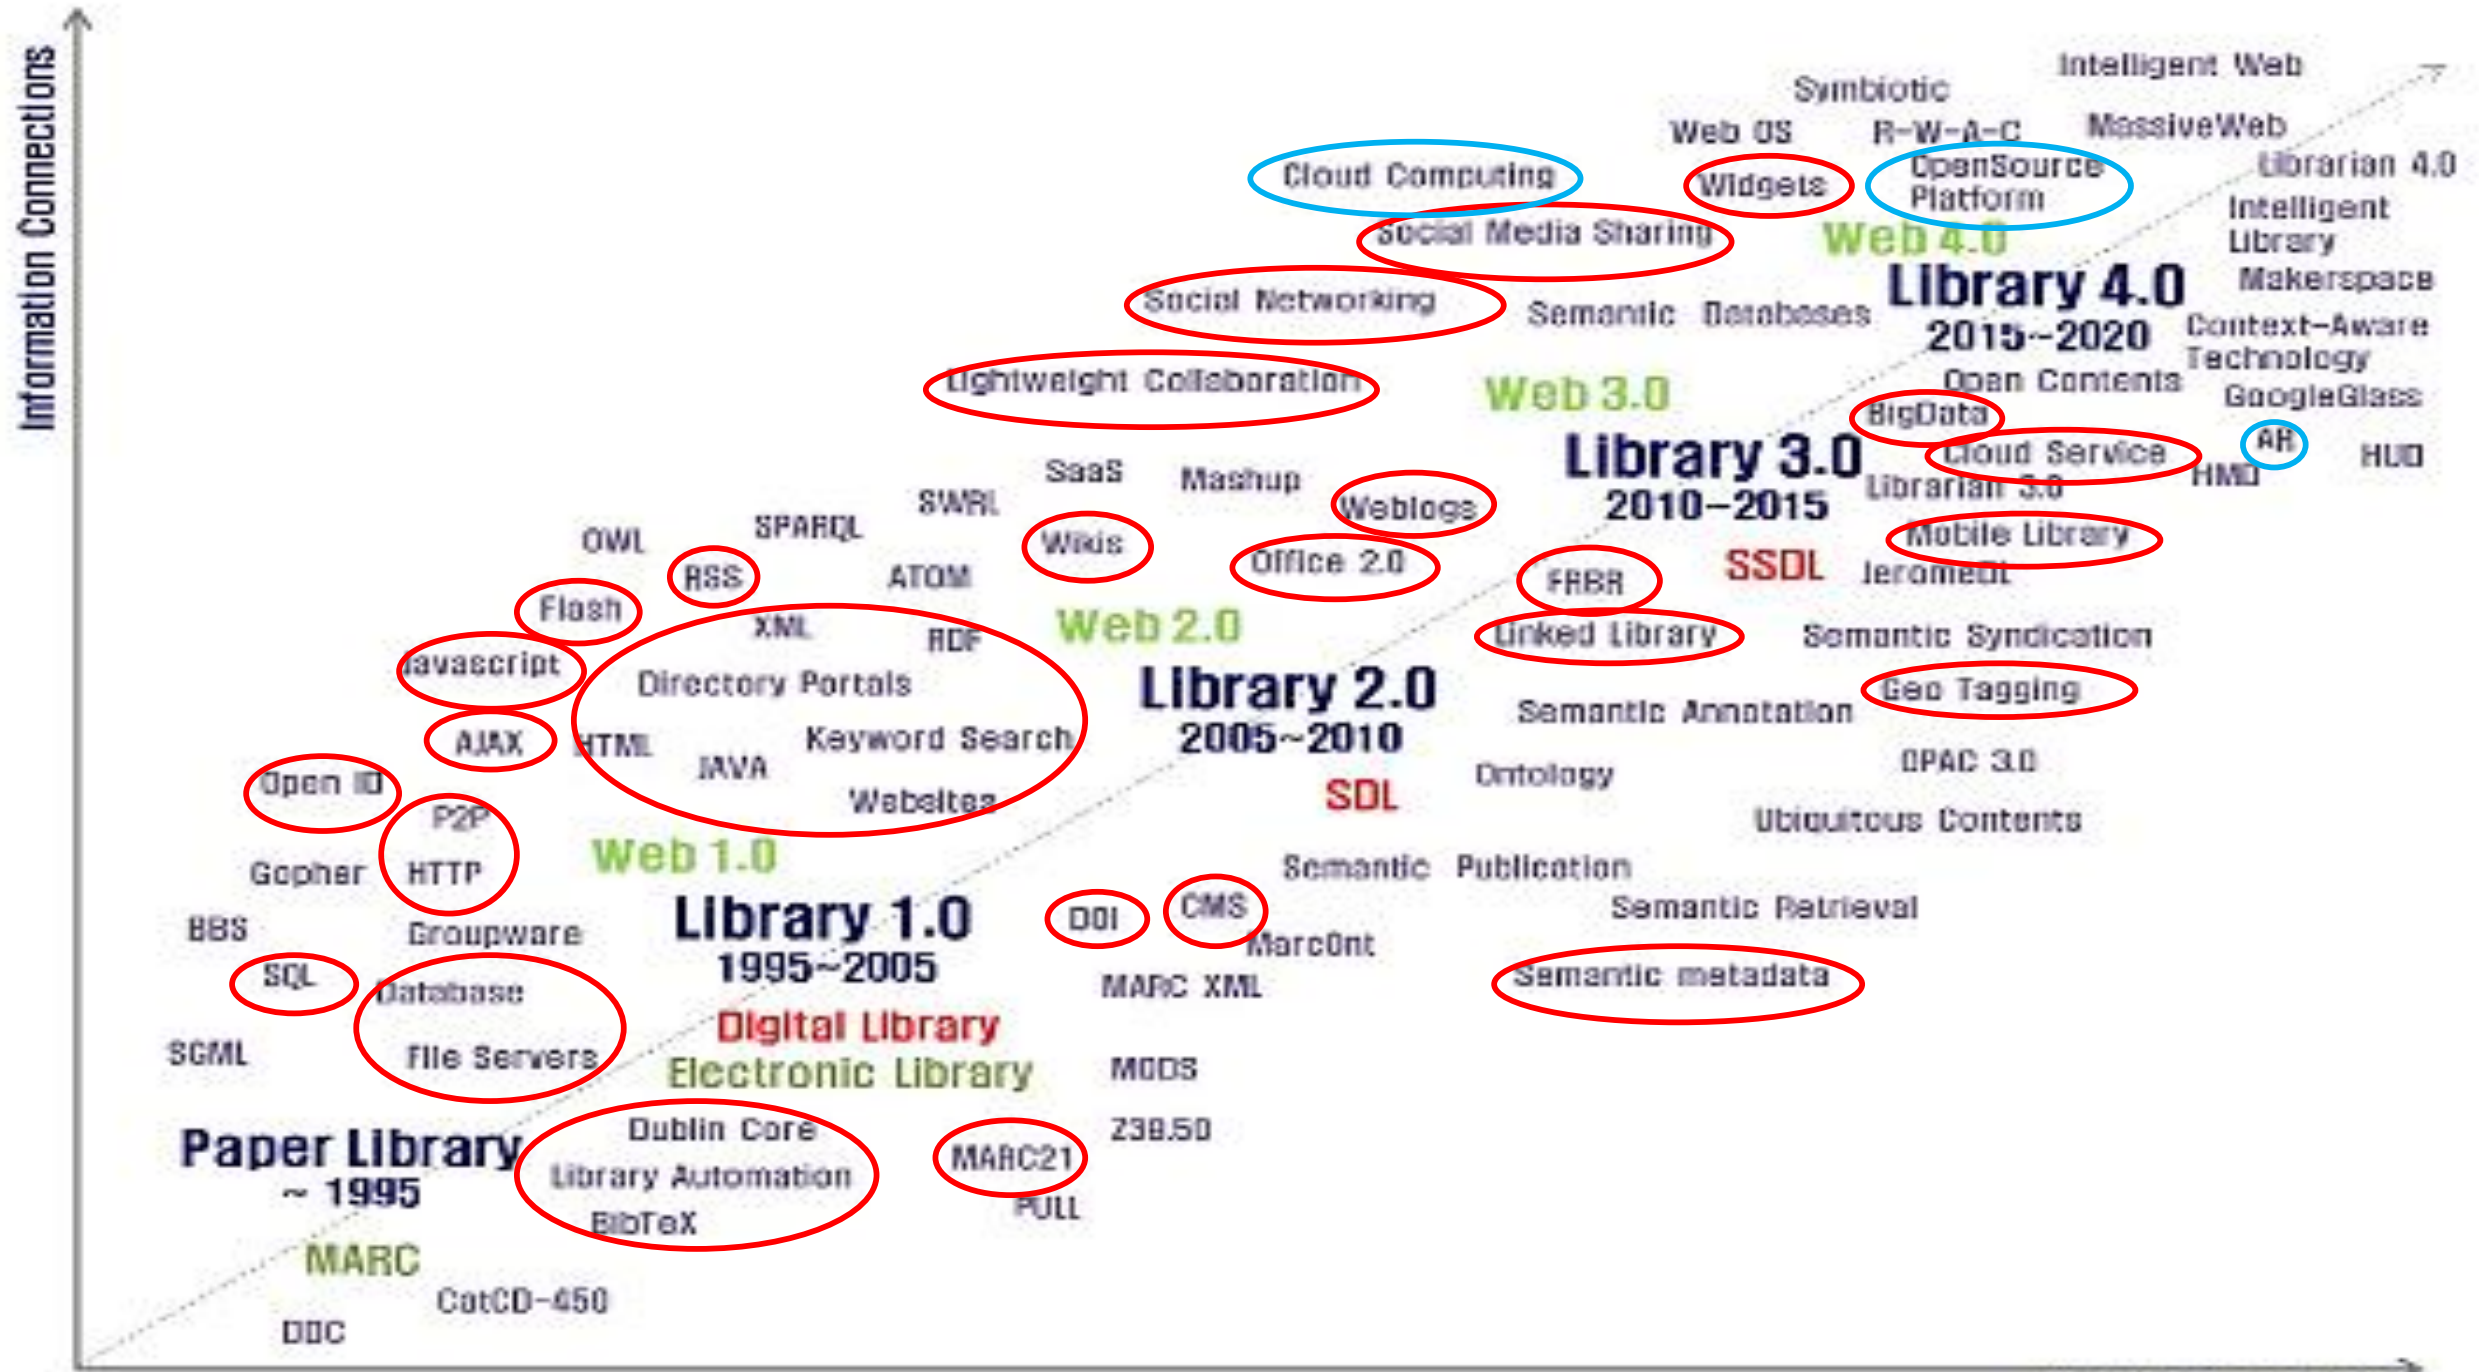 Information Connections
Intelligent Web
Symbiotic
Web OS
R-W-A-C
MassiveWeb
Cloud Computing
Widgets
OpenSource
Platform
Librarian 4.0
Social Media Sharing
Web 4.0
Intelligent
Library
Social Networking
Semantic Databases
Library 4.0
2015~2020
Makerspace
Context-Aware
Technology
Lightweight Collaboration
Web 3.0
Open Contents
GoogleGlass
BigData
Library 3.0
2010~2015
Cloud Service
AR
HUD
HMD
Librarian 3.0
SaaS
Mashup
Weblogs
SWRL
SPARQL
OWL
Wikis
Office 2.0
Mobile Library
SSDL
JeromeDL
FRBR
RSS
ATOM
Flash
XML
RDF
Web 2.0
Linked Library
Semantic Syndication
Javascript
Directory Portals
Library 2.0
2005~2010
Geo Tagging
Semantic Annotation
AJAX
HTML
Keyword Search
JAVA
Websites
OPAC 3.0
Ontology
SDL
Open ID
P2P
Ubiquitous Contents
Web 1.0
Gopher
HTTP
Semantic Publication
BBS
Groupware
Library 1.0
1995~2005
DOI
CMS
Semantic Retrieval
MarcOnt
SQL
Database
MARC XML
Semantic metadata
Digital Library
SGML
File Servers
Electronic Library
MODS
Paper Library
~ 1995
Dublin Core
Library Automation
BibTeX
MARC21
Z39.50
PULL
MARC
CatCD-450
DDC